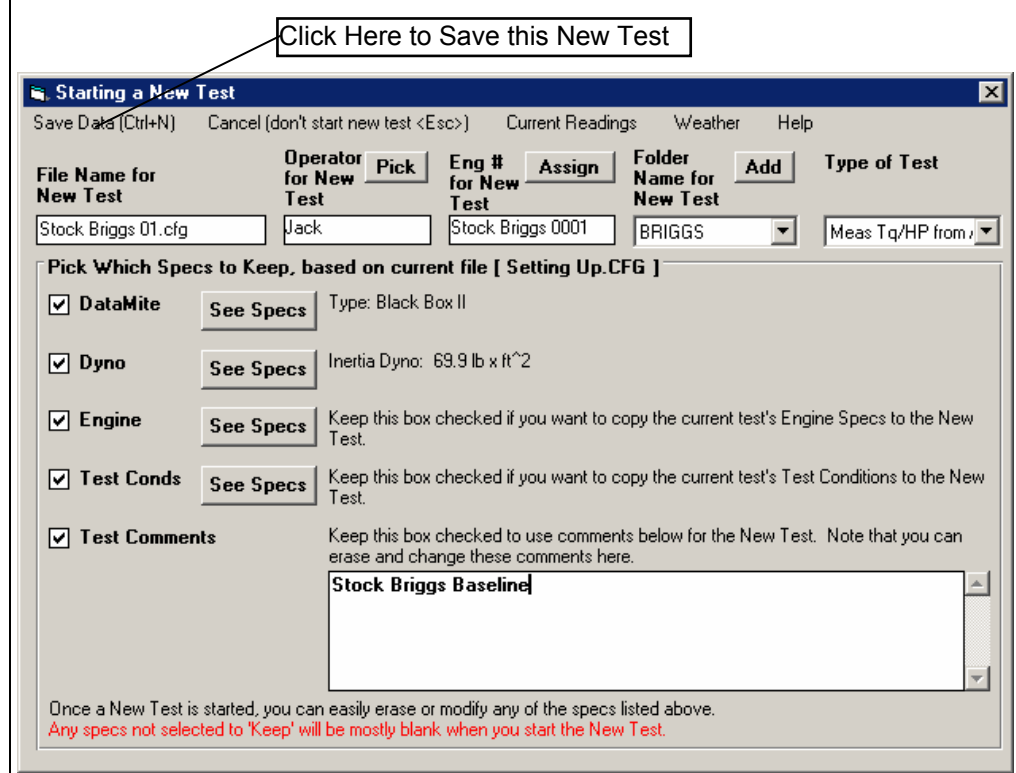 Click Here to Save this New Test
Starting a New Test
Save Data (Ctrl+N) Cancel (don't start new test <Esc>) Current Readings Weather Help
File Name for New Test
Operator for New Test
Pick
Eng # for New Test
Assign
Folder Name for New Test
Add
Type of Test
Stock Briggs 01.cfg
Jack
Stock Briggs 0001
BRIGGS
Meas Tq/HP from
Pick Which Specs to Keep, based on current file [ Setting Up.CFG ]
DataMite
See Specs
Type: Black Box II
Dyno
See Specs
Inertia Dyno: 69.9 lb x ft^2
Engine
See Specs
Keep this box checked if you want to copy the current test's Engine Specs to the New
Test.
Test Conds
See Specs
Keep this box checked if you want to copy the current test's Test Conditions to the New
Test.
Test Comments
Keep this box checked to use comments below for the New Test. Note that you can
erase and change these comments here.
Stock Briggs Baseline
Once a New Test is started, you can easily erase or modify any of the specs listed above.
Any specs not selected to 'Keep' will be mostly blank when you start the New Test.